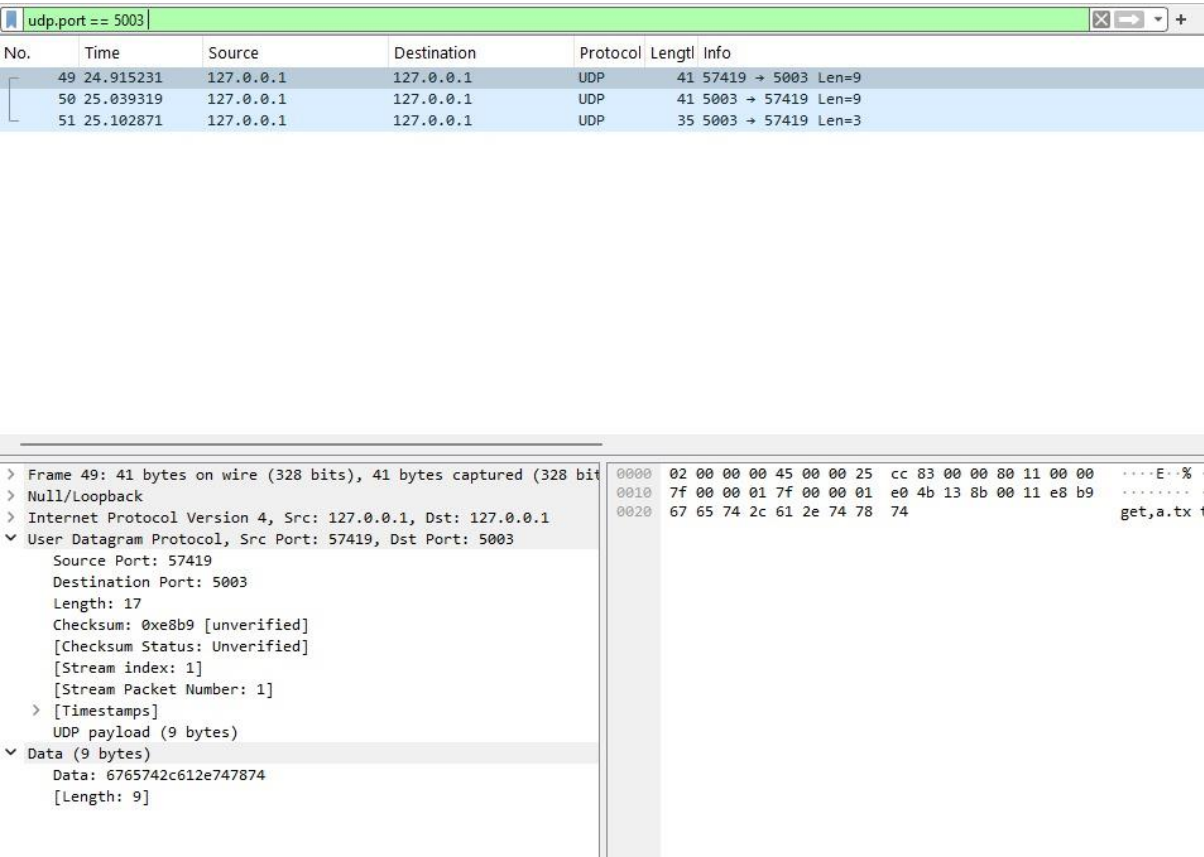 udp.port == 5003
+
No. Time Source Destination Protocol Lengtl Info
49 24.915231 127.0.0.1 127.0.0.1 UDP 41 57419 → 5003 Len=9
50 25.039319 127.0.0.1 127.0.0.1 UDP 41 5003 → 57419 Len=9
51 25.102871 127.0.0.1 127.0.0.1 UDP 35 5003 → 57419 Len=3
> Frame 49: 41 bytes on wire (328 bits), 41 bytes captured (328 bit
> Null/Loopback
> Internet Protocol Version 4, Src: 127.0.0.1, Dst: 127.0.0.1
User Datagram Protocol, Src Port: 57419, Dst Port: 5003
Source Port: 57419
Destination Port: 5003
Length: 17
Checksum: 0xe8b9 [unverified]
[Checksum Status: Unverified]
[Stream index: 1]
[Stream Packet Number: 1]
> [Timestamps]
UDP payload (9 bytes)
Data (9 bytes)
Data: 6765742c612e747874
[Length: 9]
0000 02 00 00 00 45 00 00 25 cc 83 00 00 80 11 00 00 ····E··%
0010 7f 00 00 01 7f 00 00 01 e0 4b 13 8b 00 11 e8 b9 ········
0020 67 65 74 2c 61 2e 74 78 74 get,a.tx t